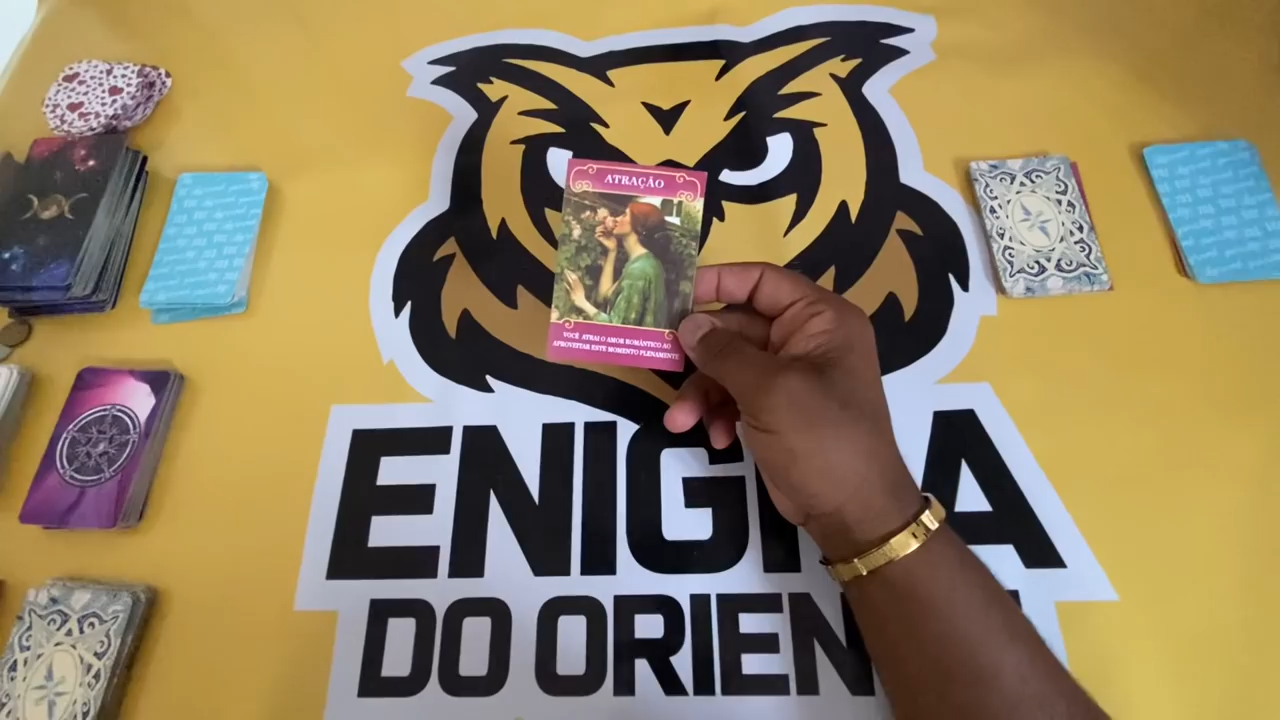 ATRAÇÃO
VOCÊ ATRAI O AMOR ROMÂNTICO AO
APROVEITAR ESTE MOMENTO PLENAMENTE
ENIG A
DO ORIEN